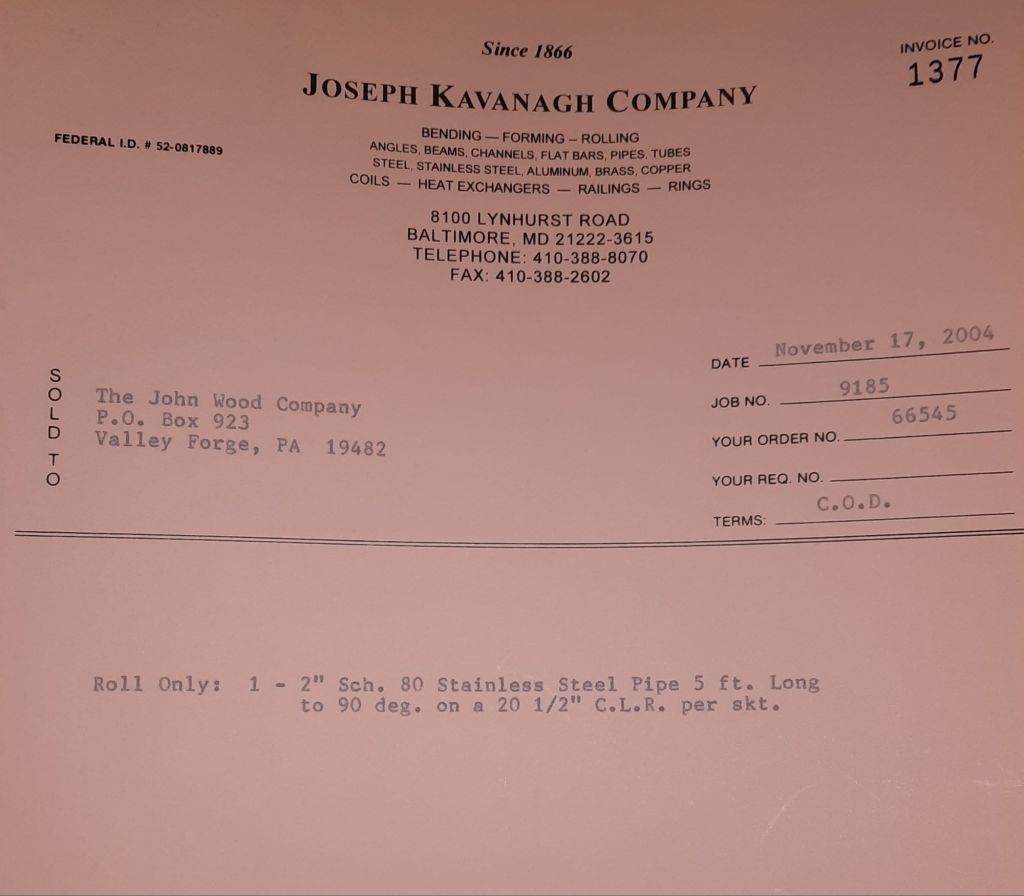 Since 1866
INVOICE NO.
1377
JOSEPH KAVANAGH COMPANY
FEDERAL I.D. # 52-0817889
BENDING — FORMING – ROLLING
ANGLES, BEAMS, CHANNELS, FLAT BARS, PIPES, TUBES
STEEL, STAINLESS STEEL, ALUMINUM, BRASS, COPPER
COILS — HEAT EXCHANGERS — RAILINGS — RINGS
8100 LYNHURST ROAD
BALTIMORE, MD 21222-3615
TELEPHONE: 410-388-8070
FAX: 410-388-2602
SOLD TO
The John Wood Company
P.O. Box 923
Valley Forge, PA 19482
DATE November 17, 2004
JOB NO. 9185
YOUR ORDER NO. 66545
YOUR REQ. NO.
TERMS: C.O.D.
Roll Only: 1 - 2" Sch. 80 Stainless Steel Pipe 5 ft. Long
to 90 deg. on a 20 1/2" C.L.R. per skt.